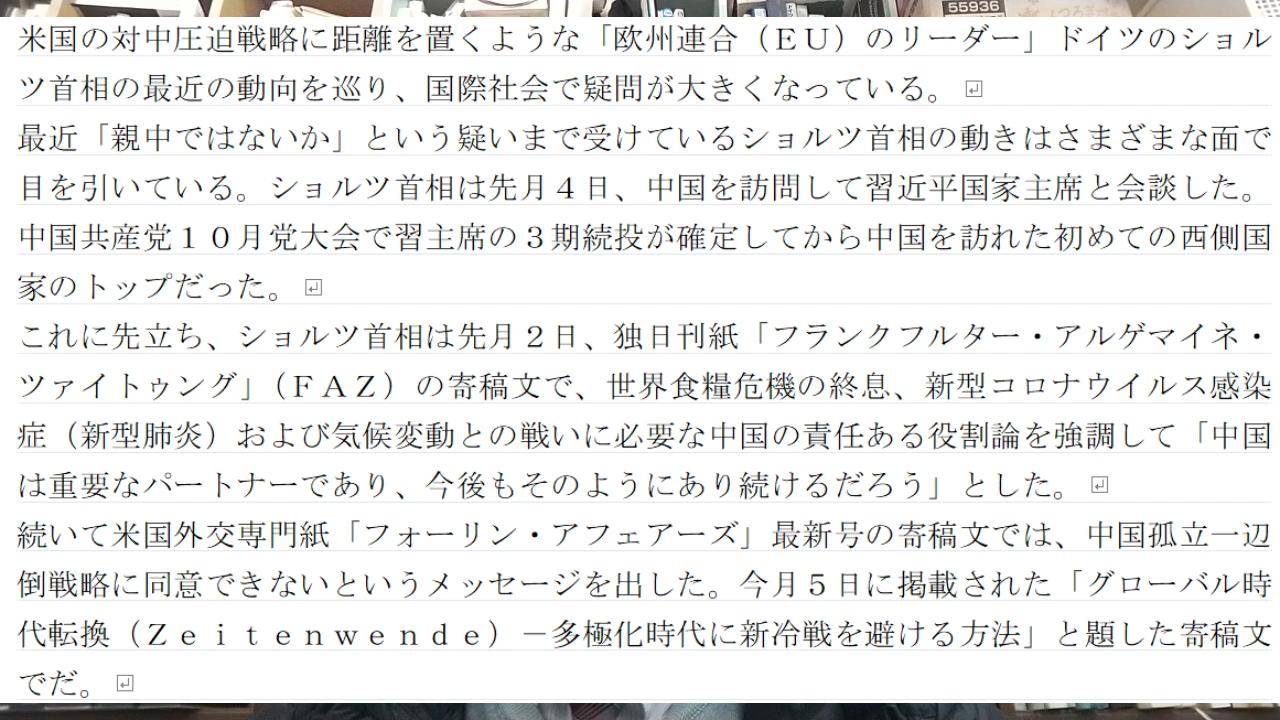 55936
米国の対中圧迫戦略に距離を置くような「欧州連合（ＥＵ）のリーダー」ドイツのショル
ツ首相の最近の動向を巡り、国際社会で疑問が大きくなっている。
最近「親中ではないか」という疑いまで受けているショルツ首相の動きはさまざまな面で
目を引いている。ショルツ首相は先月４日、中国を訪問して習近平国家主席と会談した。
中国共産党１０月党大会で習主席の３期続投が確定してから中国を訪れた初めての西側国
家のトップだった。
これに先立ち、ショルツ首相は先月２日、独日刊紙「フランクフルター・アルゲマイネ・
ツァイトゥング」（ＦＡＺ）の寄稿文で、世界食糧危機の終息、新型コロナウイルス感染
症（新型肺炎）および気候変動との戦いに必要な中国の責任ある役割論を強調して「中国
は重要なパートナーであり、今後もそのようにあり続けるだろう」とした。
続いて米国外交専門紙「フォーリン・アフェアーズ」最新号の寄稿文では、中国孤立一辺
倒戦略に同意できないというメッセージを出した。今月５日に掲載された「グローバル時
代転換（Ｚｅｉｔｅｎｗｅｎｄｅ）－多極化時代に新冷戦を避ける方法」と題した寄稿文
でだ。